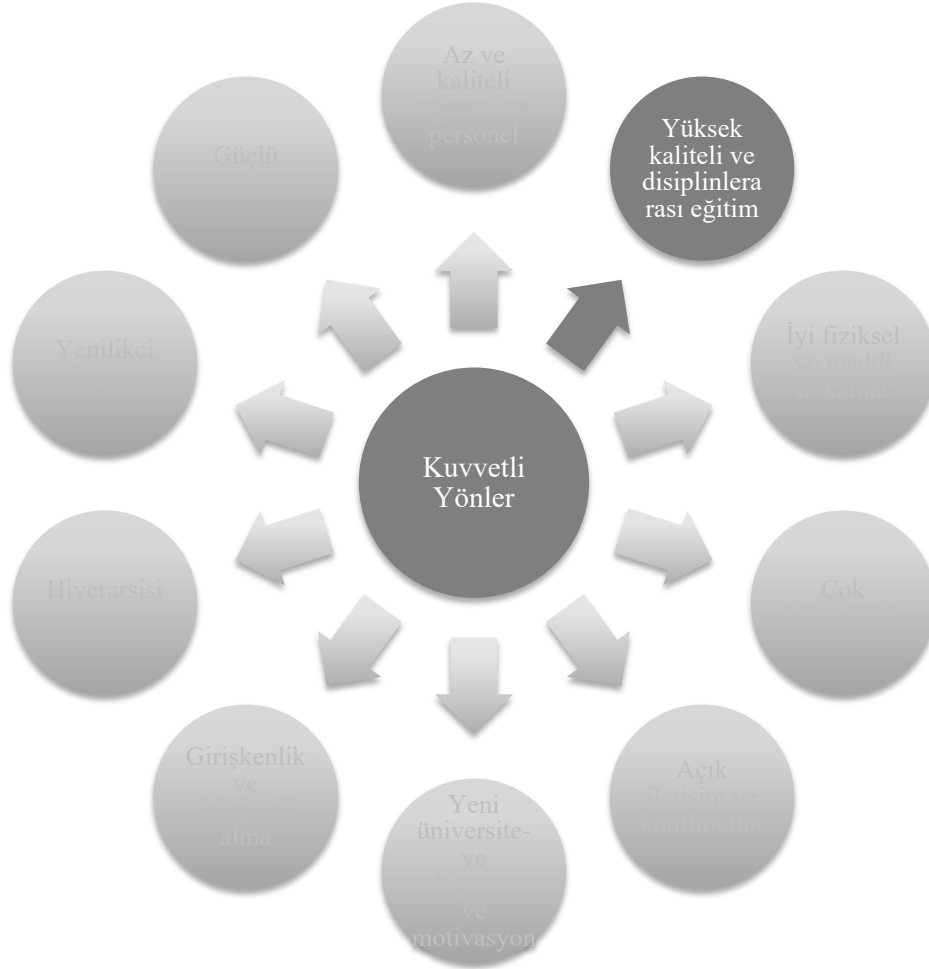 Az ve
kaliteli
personel
Yüksek
kaliteli ve
disiplinlera
rası eğitim
İyi fiziksel
ve maddi
imkanlar
Çok
Açık
iletişim ve
katılımcılık
Yeni
üniversite-
ye
ve
motivasyon
Girişkenlik
ve
alma
Hiyerarşisi
Yenilikçi
Güçlü
Kuvvetli
Yönler